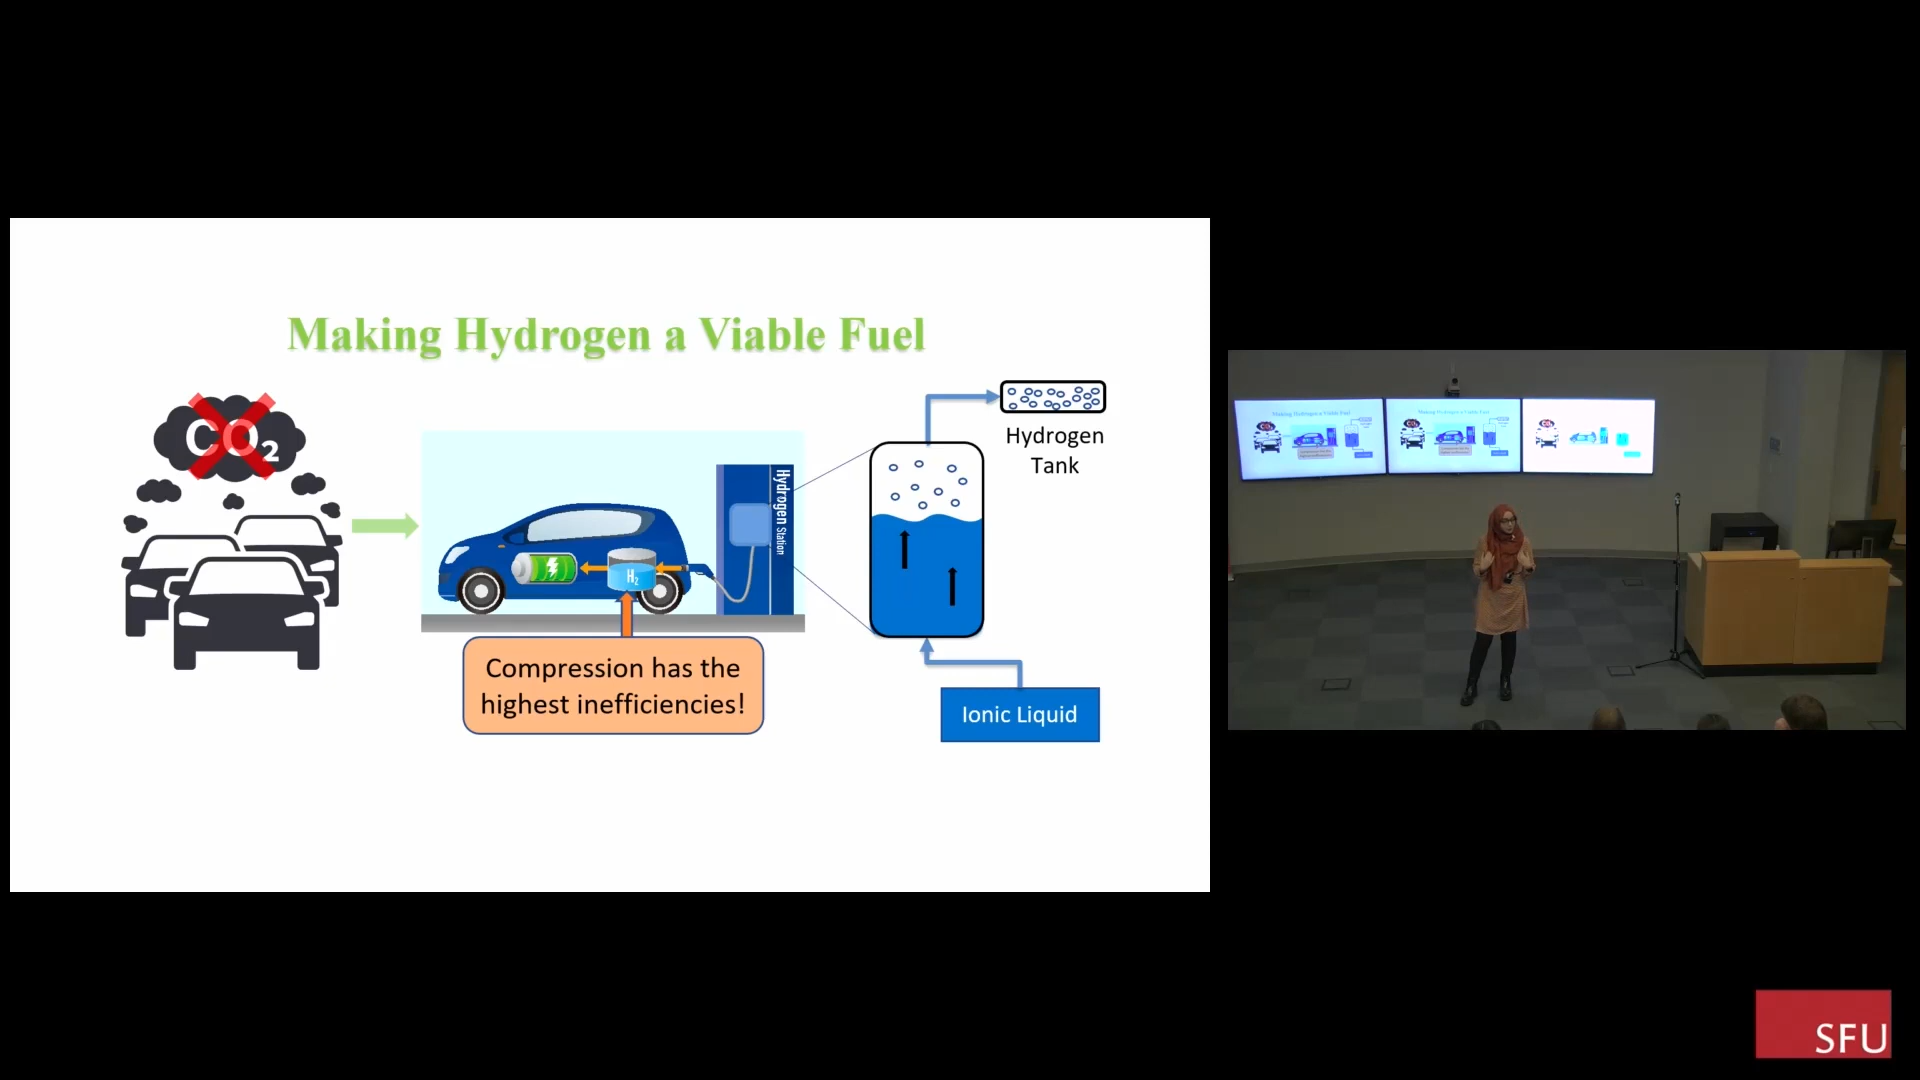 Making Hydrogen a Viable Fuel
CO₂
Hydrogen Station
H₂
Compression has the
highest inefficiencies!
Hydrogen
Tank
Ionic Liquid
SFU